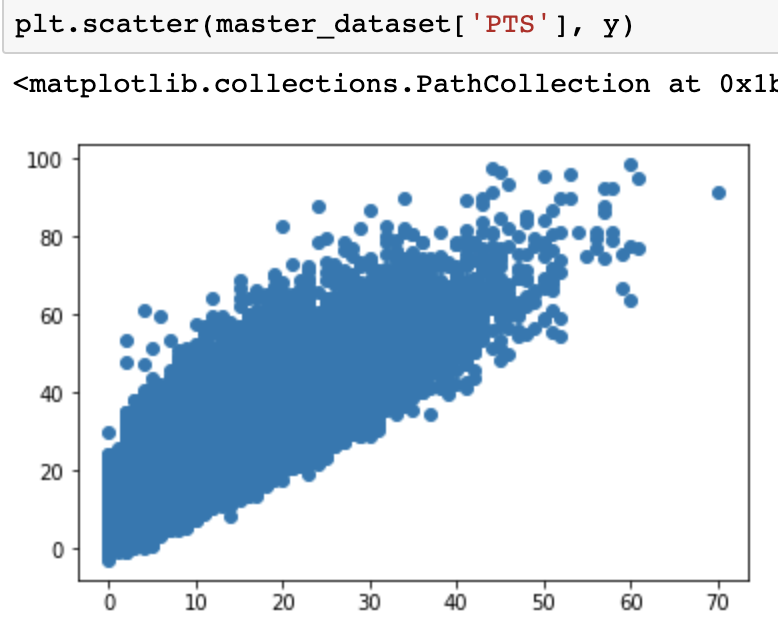 plt.scatter(master_dataset['PTS'], y)
<matplotlib.collections.PathCollection at 0x1b
100
80
60
40
20
0
0 10 20 30 40 50 60 70